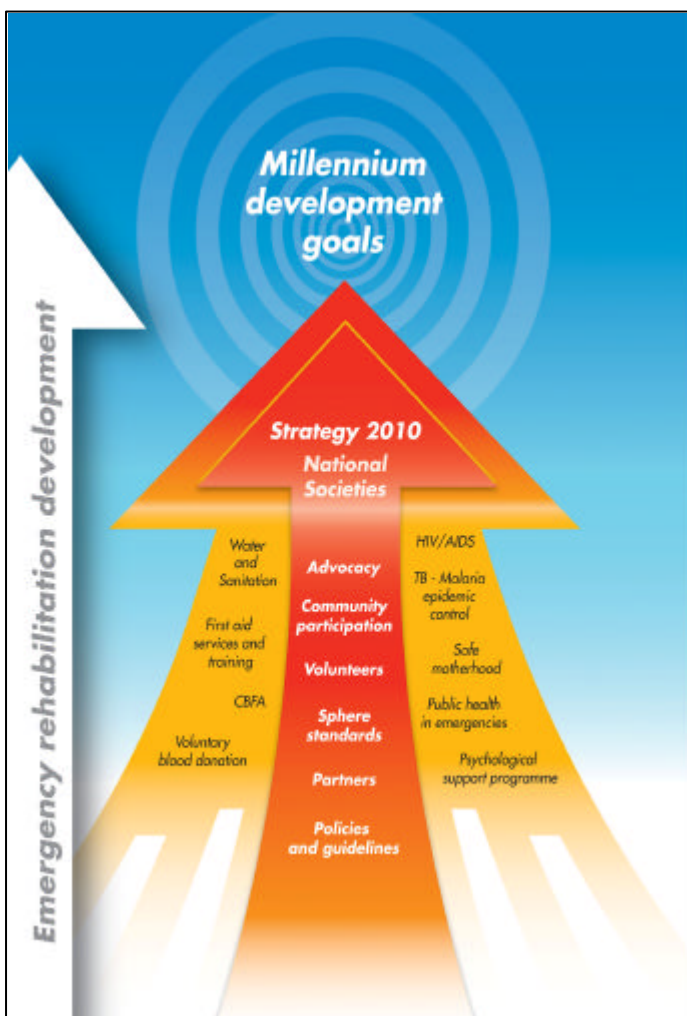 Millennium
development
goals
Emergency rehabilitation development
Strategy 2010
National
Societies
Water
and
Sanitation
First aid
services and
training
CBFA
Voluntary
blood donation
Advocacy
Community
participation
Volunteers
Sphere
standards
Partners
Policies
and guidelines
HIV/AIDS
TB - Malaria
epidemic
control
Safe
motherhood
Public health
in emergencies
Psychological
support programme